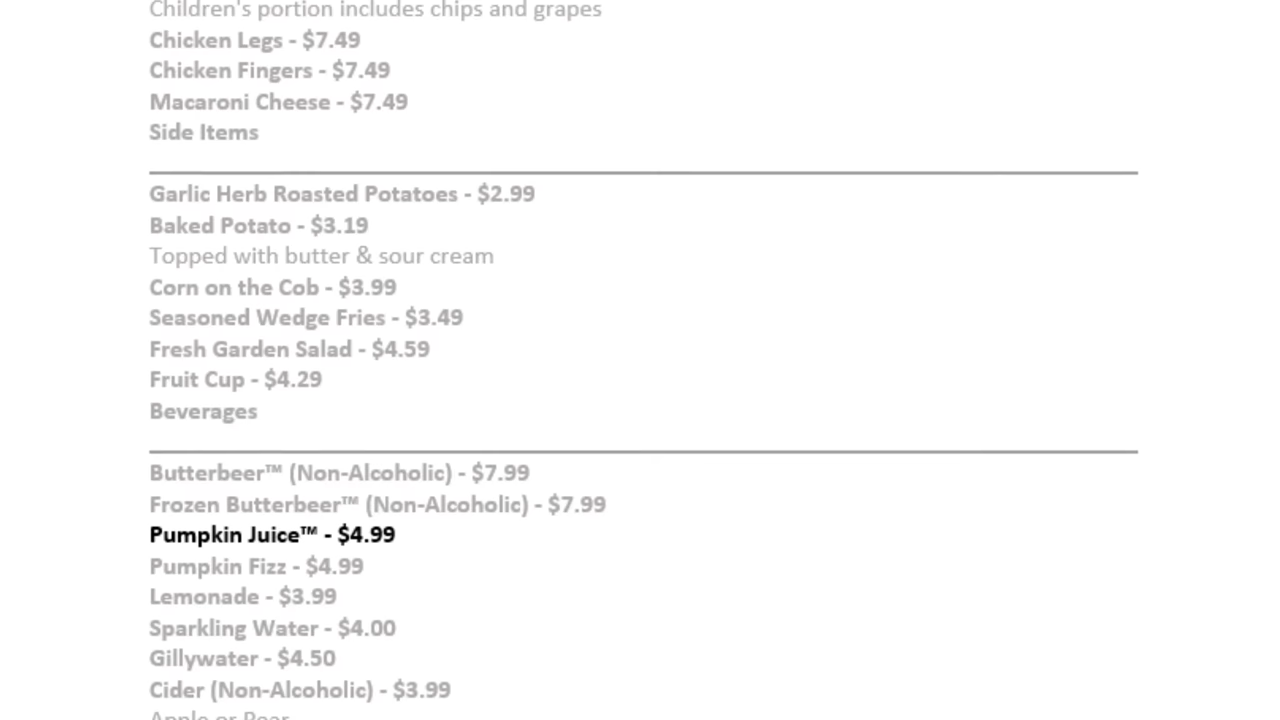 Children's portion includes chips and grapes
Chicken Legs - $7.49
Chicken Fingers - $7.49
Macaroni Cheese - $7.49
Side Items
Garlic Herb Roasted Potatoes - $2.99
Baked Potato - $3.19
Topped with butter & sour cream
Corn on the Cob - $3.99
Seasoned Wedge Fries - $3.49
Fresh Garden Salad - $4.59
Fruit Cup - $4.29
Beverages
Butterbeer™ (Non-Alcoholic) - $7.99
Frozen Butterbeer™ (Non-Alcoholic) - $7.99
Pumpkin Juice™ - $4.99
Pumpkin Fizz - $4.99
Lemonade - $3.99
Sparkling Water - $4.00
Gillywater - $4.50
Cider (Non-Alcoholic) - $3.99
Apple or Pear